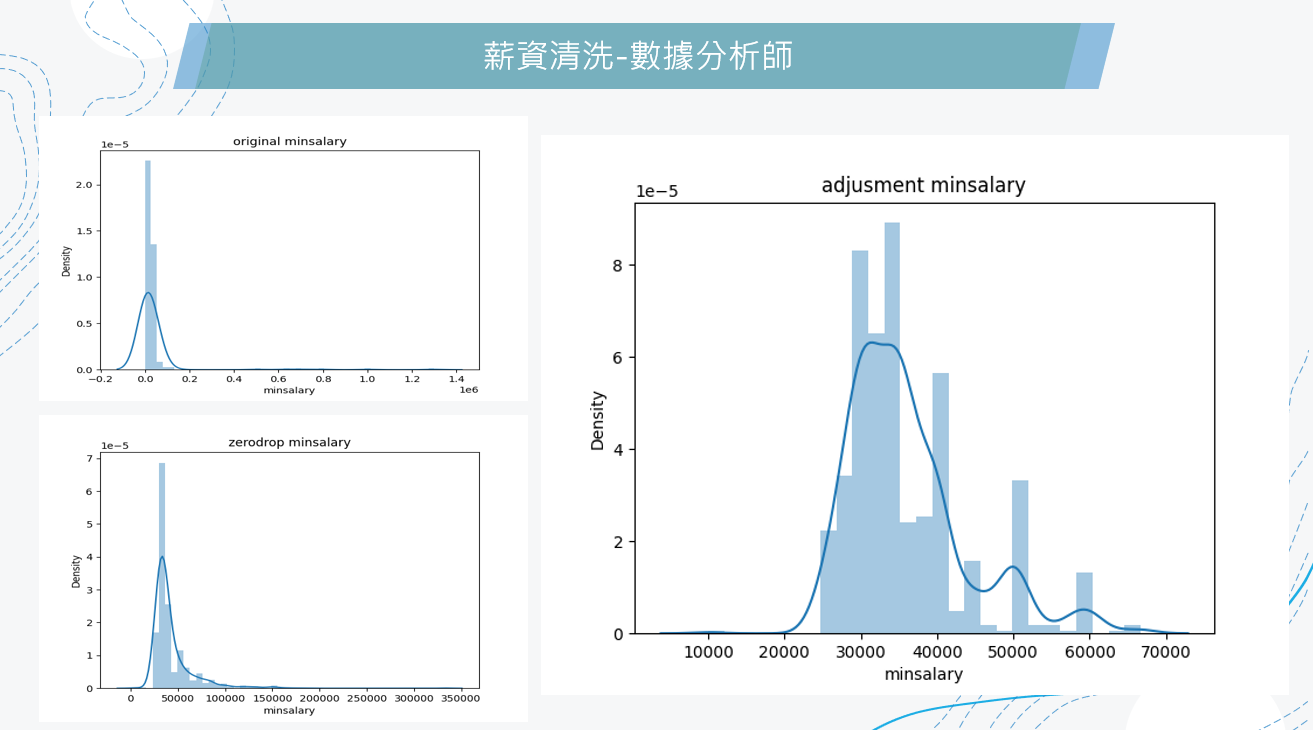 薪資清洗-數據分析師
original minsalary
1e−5
2.0
1.5
1.0
0.5
0.0
Density
−0.2 0.0 0.2 0.4 0.6 0.8 1.0 1.2 1.4
1e6
minsalary
zerodrop minsalary
1e−5
7
6
5
4
3
2
1
0
Density
0 50000 100000 150000 200000 250000 300000 350000
minsalary
adjusment minsalary
1e−5
8
6
4
2
0
Density
10000 20000 30000 40000 50000 60000 70000
minsalary